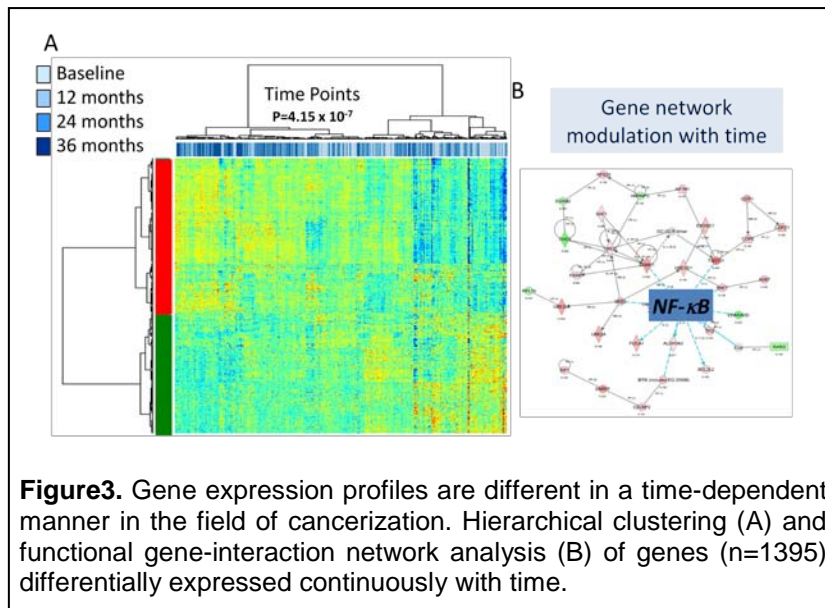 A
Baseline
12 months
24 months
36 months
Time Points
P=4.15 x 10-7
B
Gene network
modulation with time
NF-κB
Figure3. Gene expression profiles are different in a time-dependent
manner in the field of cancerization. Hierarchical clustering (A) and
functional gene-interaction network analysis (B) of genes (n=1395)
differentially expressed continuously with time.